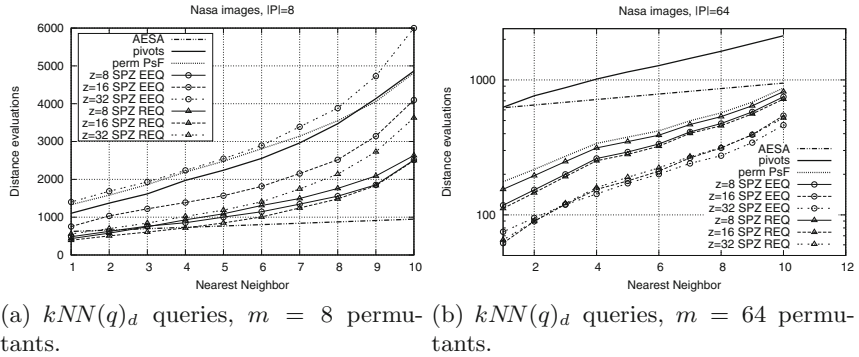 Nasa images, |P|=8
AESA
pivots
perm PsF
z=8 SPZ EEQ
z=16 SPZ EEQ
z=32 SPZ EEQ
z=8 SPZ REQ
z=16 SPZ REQ
z=32 SPZ REQ
Distance evaluations
6000
5000
4000
3000
2000
1000
0
1 2 3 4 5 6 7 8 9 10
Nearest Neighbor
(a) kNN(q)d queries, m = 8 permu-
tants.
Nasa images, |P|=64
Distance evaluations
1000
100
AESA
pivots
perm PsF
z=8 SPZ EEQ
z=16 SPZ EEQ
z=32 SPZ EEQ
z=8 SPZ REQ
z=16 SPZ REQ
z=32 SPZ REQ
2 4 6 8 10 12
Nearest Neighbor
(b) kNN(q)d queries, m = 64 permu-
tants.